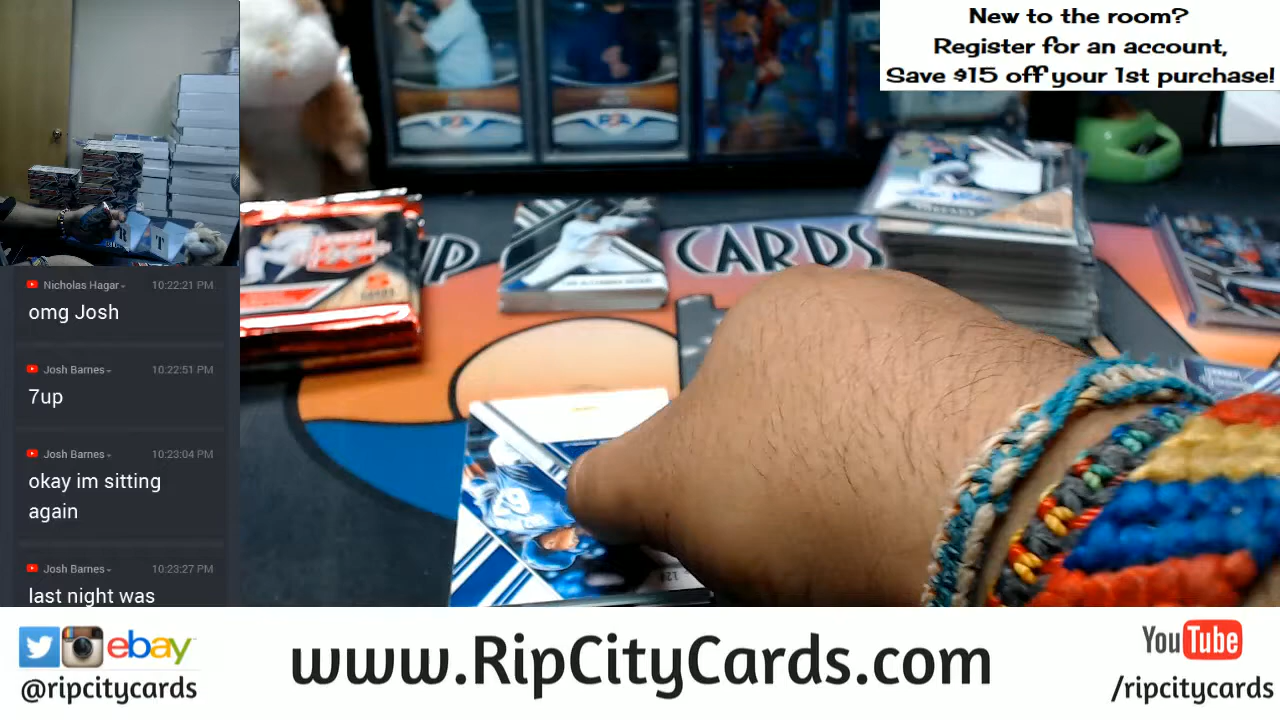 New to the room?
Register for an account,
Save $15 off your 1st purchase!
Nicholas Hagar 10:22:21 PM
omg Josh
Josh Barnes 10:22:51 PM
7up
Josh Barnes 10:23:04 PM
okay im sitting
again
Josh Barnes 10:23:27 PM
last night was
CARDS
ebay
@ripcitycards
www.RipCityCards.com
YouTube
/ripcitycards